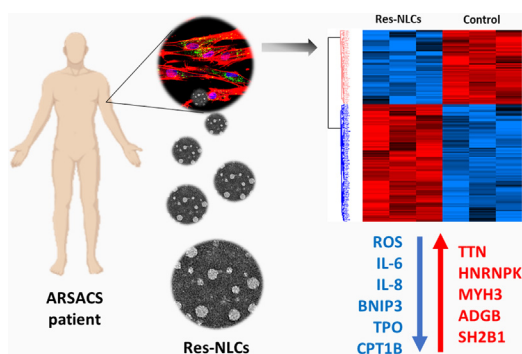 Res-NLCs
Control
ARSACS
patient
Res-NLCs
ROS
IL-6
IL-8
BNIP3
TPO
CPT1B
TTN
HNRNPK
MYH3
ADGB
SH2B1